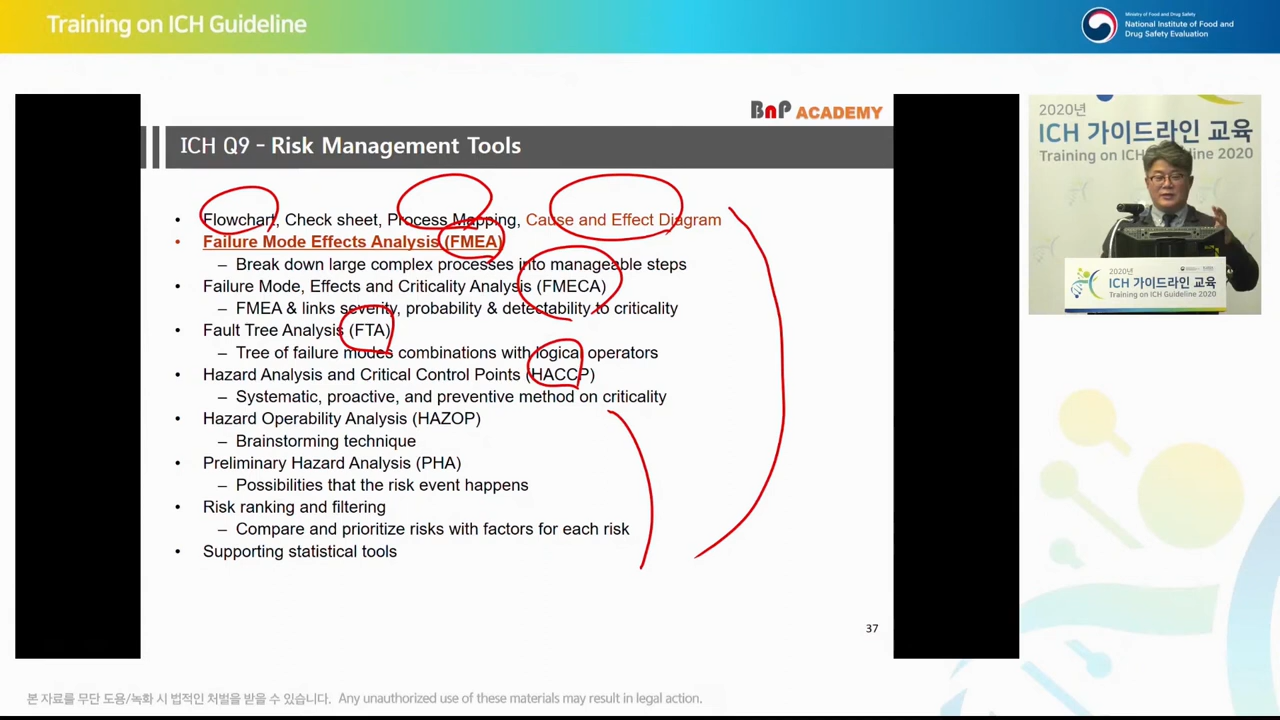 Training on ICH Guideline
Ministry of Food and Drug Safety
National Institute of Food and
Drug Safety Evaluation
BnP ACADEMY
ICH Q9 – Risk Management Tools
• Flowchart, Check sheet, Process Mapping, Cause and Effect Diagram
• Failure Mode Effects Analysis (FMEA)
– Break down large complex processes into manageable steps
• Failure Mode, Effects and Criticality Analysis (FMECA)
– FMEA & links severity, probability & detectability to criticality
• Fault Tree Analysis (FTA)
– Tree of failure modes combinations with logical operators
• Hazard Analysis and Critical Control Points (HACCP)
– Systematic, proactive, and preventive method on criticality
• Hazard Operability Analysis (HAZOP)
– Brainstorming technique
• Preliminary Hazard Analysis (PHA)
– Possibilities that the risk event happens
• Risk ranking and filtering
– Compare and prioritize risks with factors for each risk
• Supporting statistical tools
37
2020년
ICH 가이드라인 교육
Training on ICH Guideline 2020
2020년
ICH 가이드라인 교육
Training on ICH Guideline 2020
본 자료를 무단 도용/녹화 시 법적인 처벌을 받을 수 있습니다. Any unauthorized use of these materials may result in legal action.